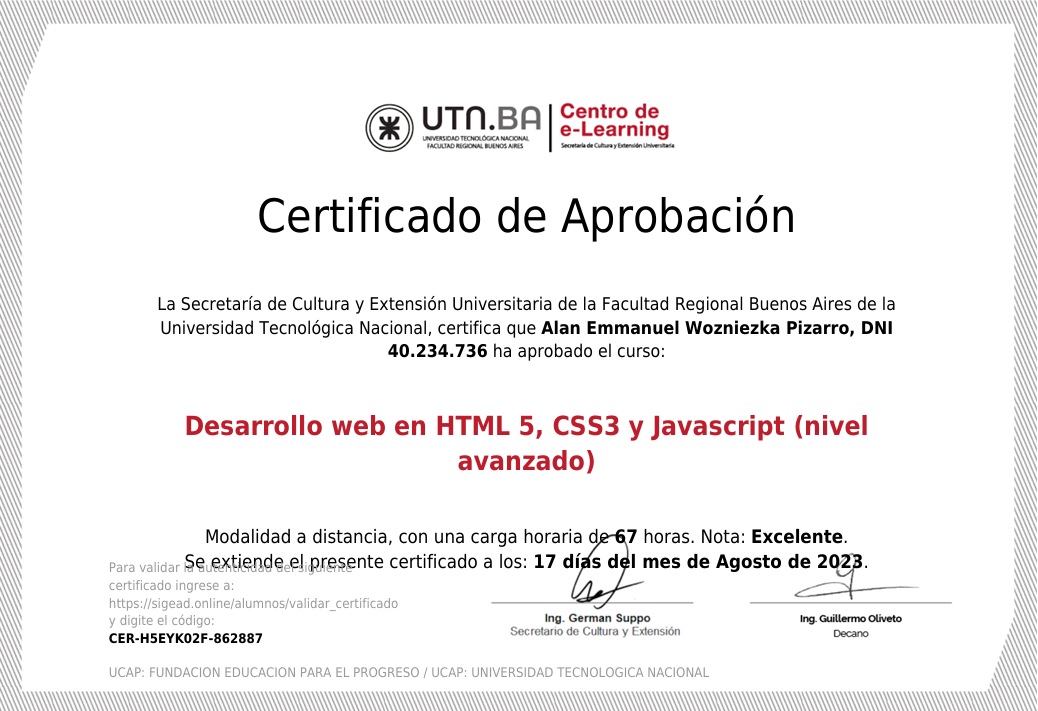 UTN.BA
UNIVERSIDAD TECNOLÓGICA NACIONAL
FACULTAD REGIONAL BUENOS AIRES
Centro de
e-Learning
Secretaría de Cultura y Extensión Universitaria
Certificado de Aprobación
La Secretaría de Cultura y Extensión Universitaria de la Facultad Regional Buenos Aires de la
Universidad Tecnológica Nacional, certifica que Alan Emmanuel Wozniezka Pizarro, DNI
40.234.736 ha aprobado el curso:
Desarrollo web en HTML 5, CSS3 y Javascript (nivel
avanzado)
Modalidad a distancia, con una carga horaria de 67 horas. Nota: Excelente.
Se extiende el presente certificado a los: 17 días del mes de Agosto de 2023.
Para validar la autenticidad del siguiente
certificado ingrese a:
https://sigead.online/alumnos/validar_certificado
y digite el código:
CER-H5EYK02F-862887
Ing. German Suppo
Secretario de Cultura y Extensión
Ing. Guillermo Oliveto
Decano
UCAP: FUNDACION EDUCACION PARA EL PROGRESO / UCAP: UNIVERSIDAD TECNOLOGICA NACIONAL